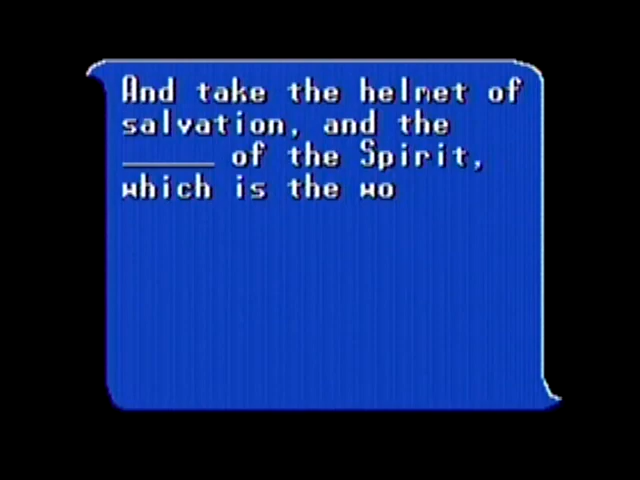 And take the helmet of
salvation, and the
_____ of the Spirit,
which is the wo